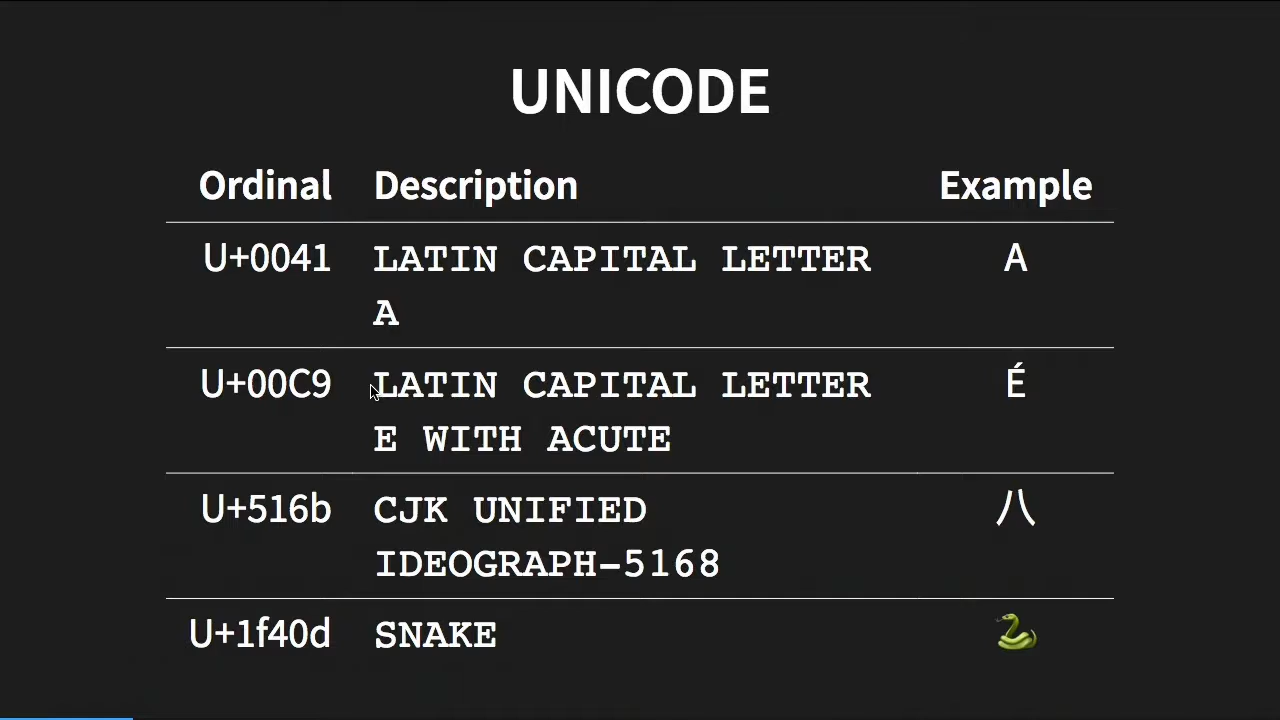 UNICODE
Ordinal Description Example
U+0041 LATIN CAPITAL LETTER A
A
U+00C9 LATIN CAPITAL LETTER É
E WITH ACUTE
U+516b CJK UNIFIED 八
IDEOGRAPH-5168
U+1f40d SNAKE 🐍